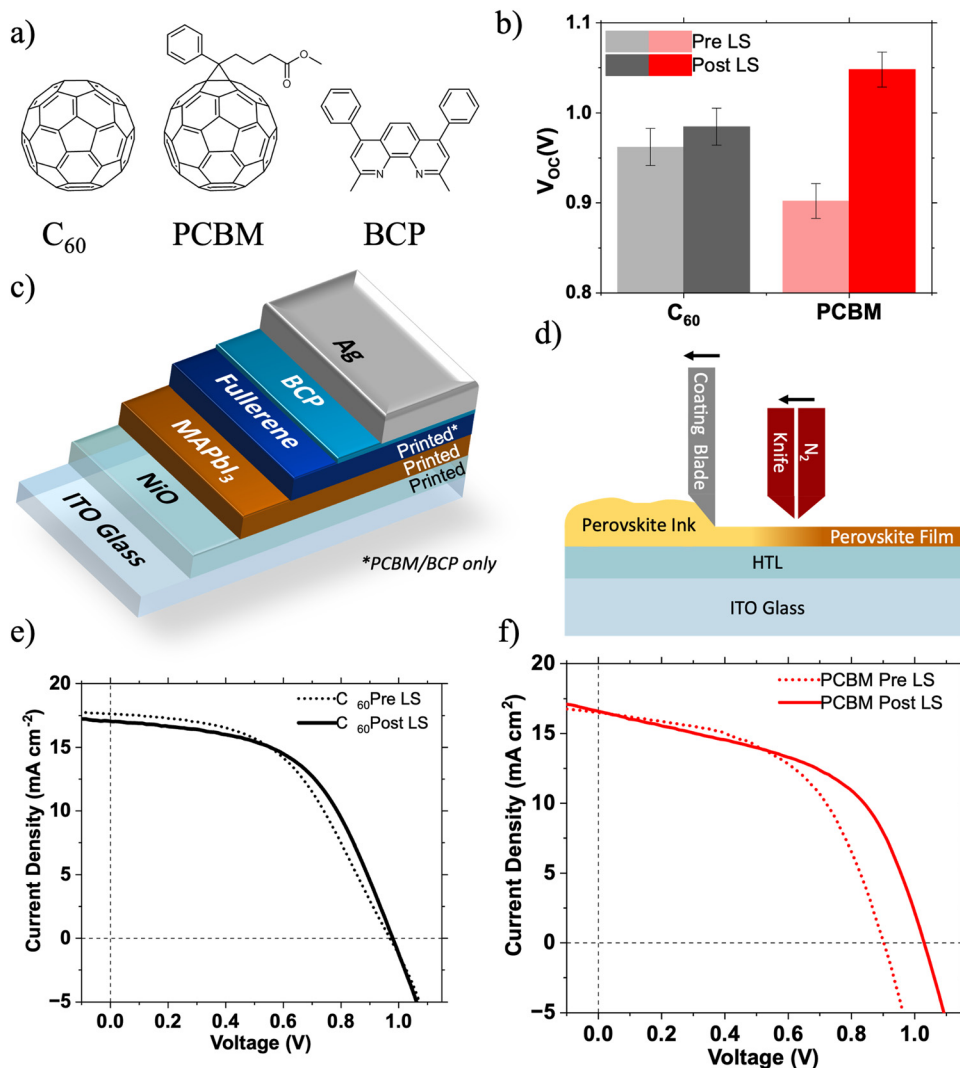 a)
O
O
N
N
C60
PCBM
BCP
b)
1.1
1.0
0.9
0.8
VOC(V)
Pre LS
Post LS
C60
PCBM
c)
Ag
BCP
Fullerene
MAPbI3
NiO
ITO Glass
Printed*
Printed
Printed
*PCBM/BCP only
d)
Coating Blade
N2
Knife
Perovskite Ink
Perovskite Film
HTL
ITO Glass
e)
20
15
10
5
0
−5
Current Density (mA cm-2)
C 60Pre LS
C 60Post LS
0.0 0.2 0.4 0.6 0.8 1.0
Voltage (V)
f)
20
15
10
5
0
−5
Current Density (mA cm2)
PCBM Pre LS
PCBM Post LS
0.0 0.2 0.4 0.6 0.8 1.0
Voltage (V)